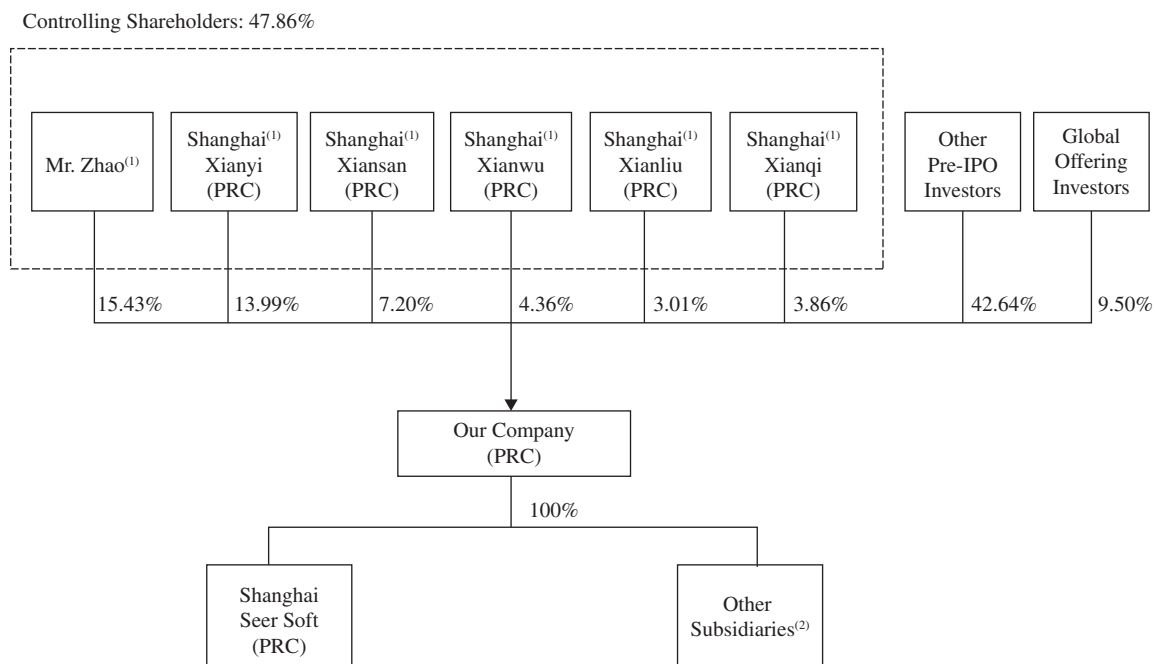 Controlling Shareholders: 47.86%
Mr. Zhao(1)
Shanghai(1)
Xianyi
(PRC)
Shanghai(1)
Xiansan
(PRC)
Shanghai(1)
Xianwu
(PRC)
Shanghai(1)
Xianliu
(PRC)
Shanghai(1)
Xianqi
(PRC)
Other
Pre-IPO
Investors
Global
Offering
Investors
15.43%
13.99%
7.20%
4.36%
3.01%
3.86%
42.64%
9.50%
Our Company
(PRC)
100%
Shanghai
Seer Soft
(PRC)
Other
Subsidiaries(2)